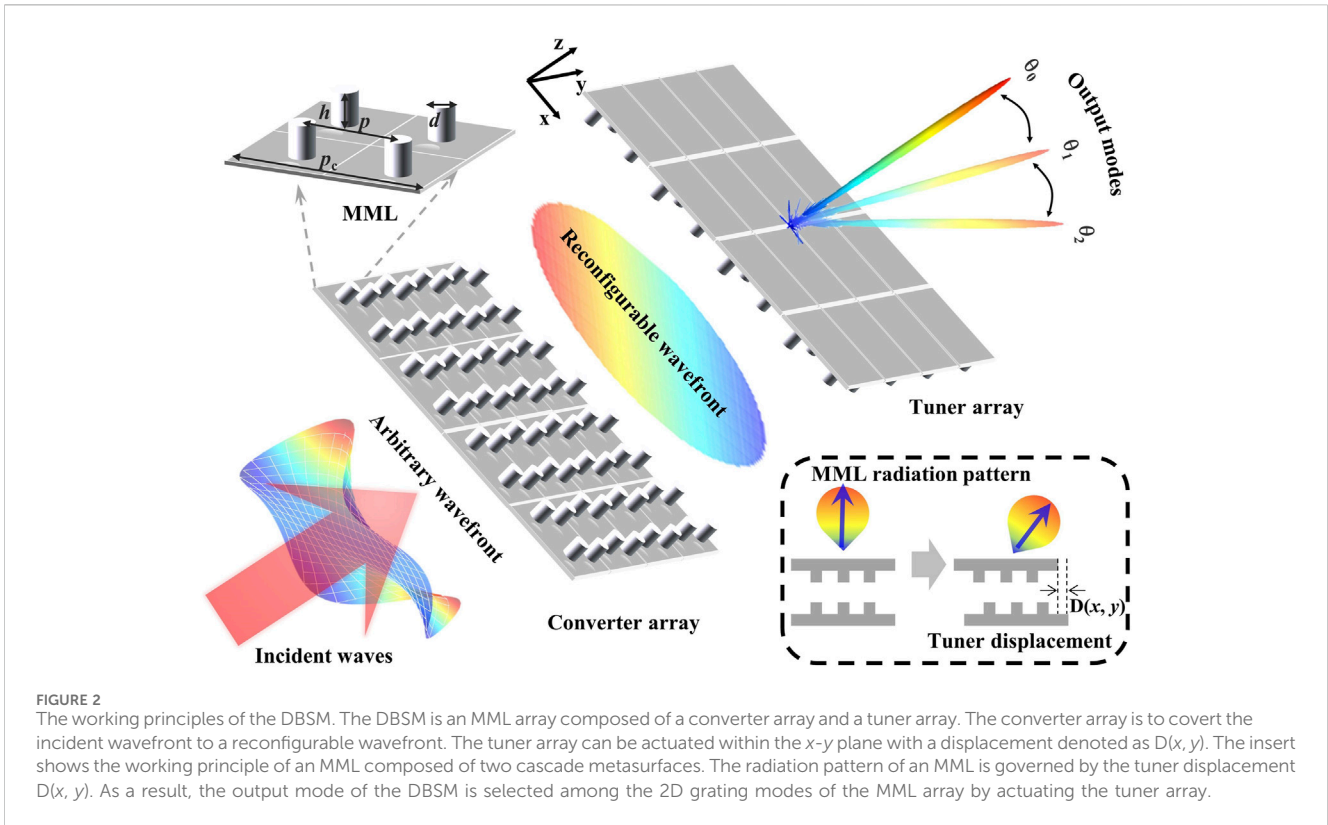 z
y
x
h
p
d
p_c
MML
θ₀
θ₁
θ₂
Output modes
Reconfigurable wavefront
Tuner array
Arbitrary wavefront
Incident waves
Converter array
MML radiation pattern
D(x, y)
Tuner displacement
FIGURE 2
The working principles of the DBSM. The DBSM is an MML array composed of a converter array and a tuner array. The converter array is to covert the
incident wavefront to a reconfigurable wavefront. The tuner array can be actuated within the x-y plane with a displacement denoted as D(x, y). The insert
shows the working principle of an MML composed of two cascade metasurfaces. The radiation pattern of an MML is governed by the tuner displacement
D(x, y). As a result, the output mode of the DBSM is selected among the 2D grating modes of the MML array by actuating the tuner array.